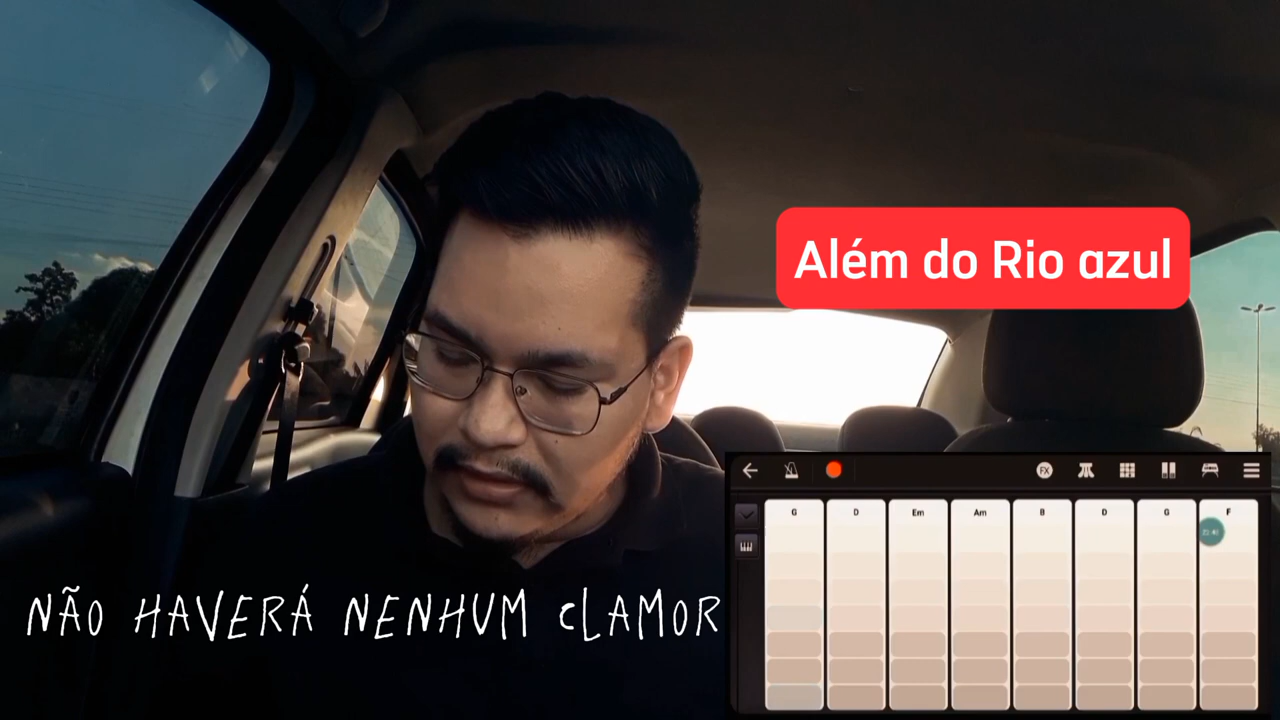 Além do Rio azul
FX
G D Em Am B D G F
NÃO HAVERÁ NENHUM CLAMOR